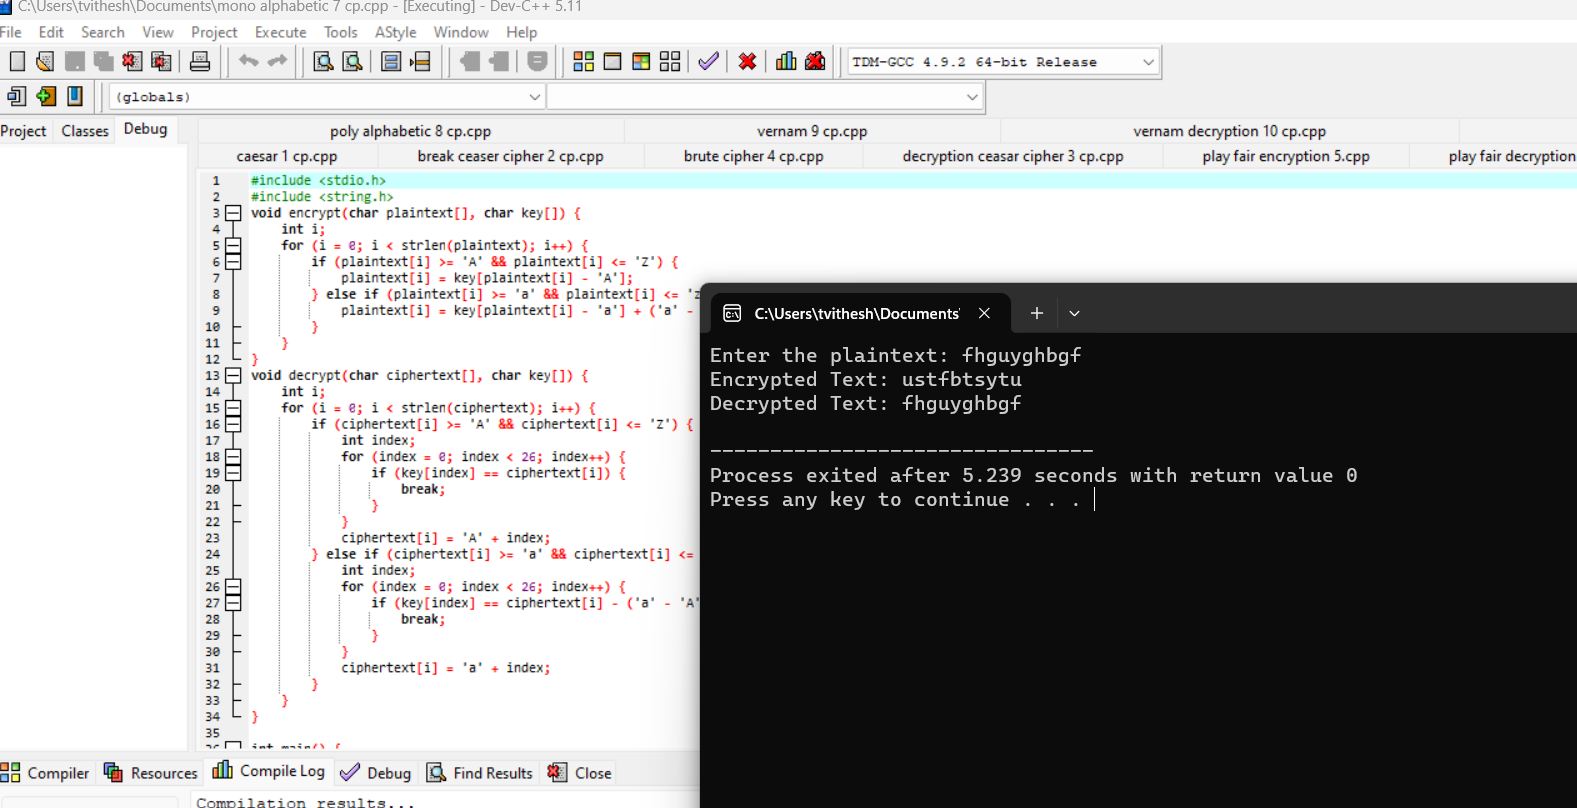 C:\Users\tvithesh\Documents\mono alphabetic 7 cp.cpp - [Executing] - Dev-C++ 5.11
File Edit Search View Project Execute Tools AStyle Window Help
TDM-GCC 4.9.2 64-bit Release
(globals)
Project Classes Debug
poly alphabetic 8 cp.cpp vernam 9 cp.cpp vernam decryption 10 cp.cpp
caesar 1 cp.cpp break ceaser cipher 2 cp.cpp brute cipher 4 cp.cpp decryption ceasar cipher 3 cp.cpp play fair encryption 5.cpp play fair decryption
1 #include <stdio.h>
2 #include <string.h>
3 void encrypt(char plaintext[], char key[]) {
4 int i;
5 for (i = 0; i < strlen(plaintext); i++) {
6 if (plaintext[i] >= 'A' && plaintext[i] <= 'Z') {
7 plaintext[i] = key[plaintext[i] - 'A'];
8 } else if (plaintext[i] >= 'a' && plaintext[i] <= 'z
9 plaintext[i] = key[plaintext[i] - 'a'] + ('a' -
10 }
11 }
12 }
13 void decrypt(char ciphertext[], char key[]) {
14 int i;
15 for (i = 0; i < strlen(ciphertext); i++) {
16 if (ciphertext[i] >= 'A' && ciphertext[i] <= 'Z') {
17 int index;
18 for (index = 0; index < 26; index++) {
19 if (key[index] == ciphertext[i]) {
20 break;
21 }
22 }
23 ciphertext[i] = 'A' + index;
24 } else if (ciphertext[i] >= 'a' && ciphertext[i] <=
25 int index;
26 for (index = 0; index < 26; index++) {
27 if (key[index] == ciphertext[i] - ('a' - 'A'
28 break;
29 }
30 }
31 ciphertext[i] = 'a' + index;
32 }
33 }
34 }
35
36 int main() {
C:\Users\tvithesh\Documents\
Enter the plaintext: fhguyghbgf
Encrypted Text: ustfbtsytu
Decrypted Text: fhguyghbgf
--------------------------------
Process exited after 5.239 seconds with return value 0
Press any key to continue . . .
Compiler Resources Compile Log Debug Find Results Close
Compilation results...